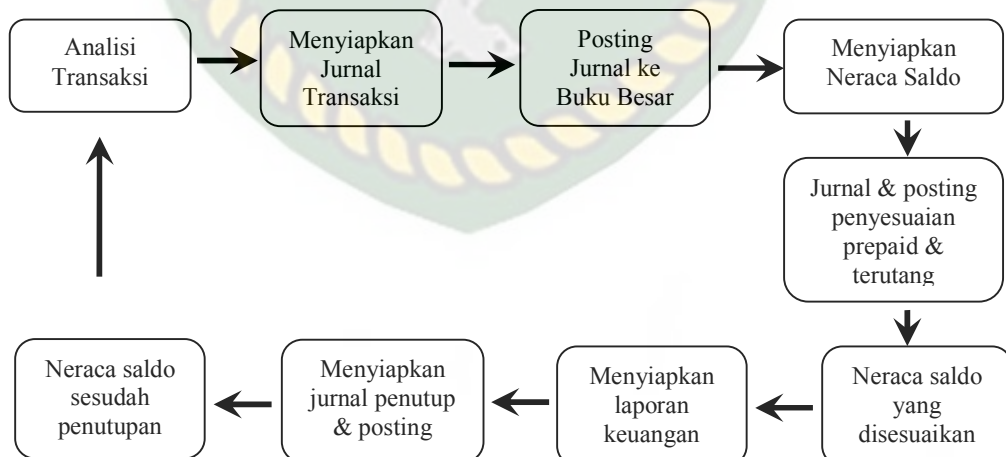 Analisi
Transaksi
Menyiapkan
Jurnal
Transaksi
Posting
Jurnal ke
Buku Besar
Menyiapkan
Neraca Saldo
Jurnal & posting
penyesuaian
prepaid &
terutang
Neraca saldo
yang
disesuaikan
Menyiapkan
laporan
keuangan
Menyiapkan
jurnal penutup
& posting
Neraca saldo
sesudah
penutupan